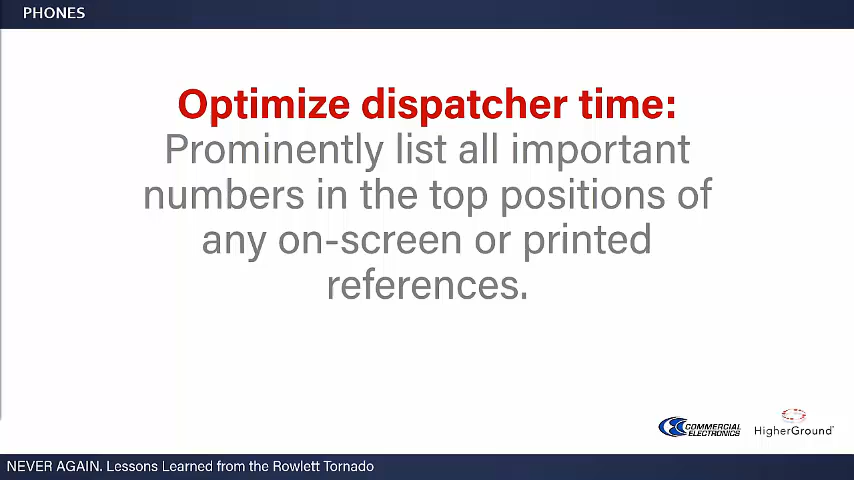 PHONES
Optimize dispatcher time:
Prominently list all important
numbers in the top positions of
any on-screen or printed
references.
COMMERCIAL
ELECTRONICS
HigherGround
NEVER AGAIN. Lessons Learned from the Rowlett Tornado